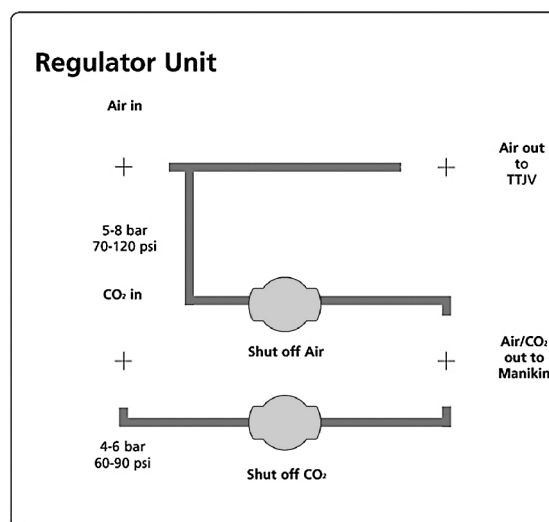 Regulator Unit
Air in
Air out
to
TTJV
5-8 bar
70-120 psi
CO₂ in
Shut off Air
Air/CO₂
out to
Manikin
4-6 bar
60-90 psi
Shut off CO₂